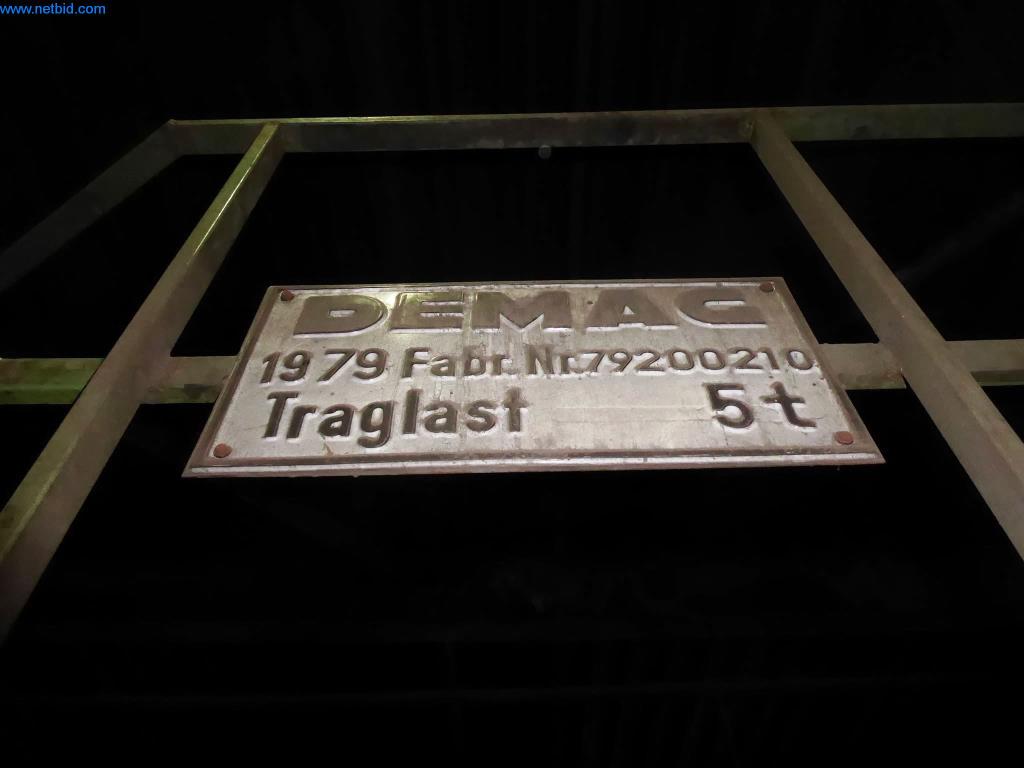 www.netbid.com
DEMAG
1979 Fabr. Nr. 79200210
Traglast 5t